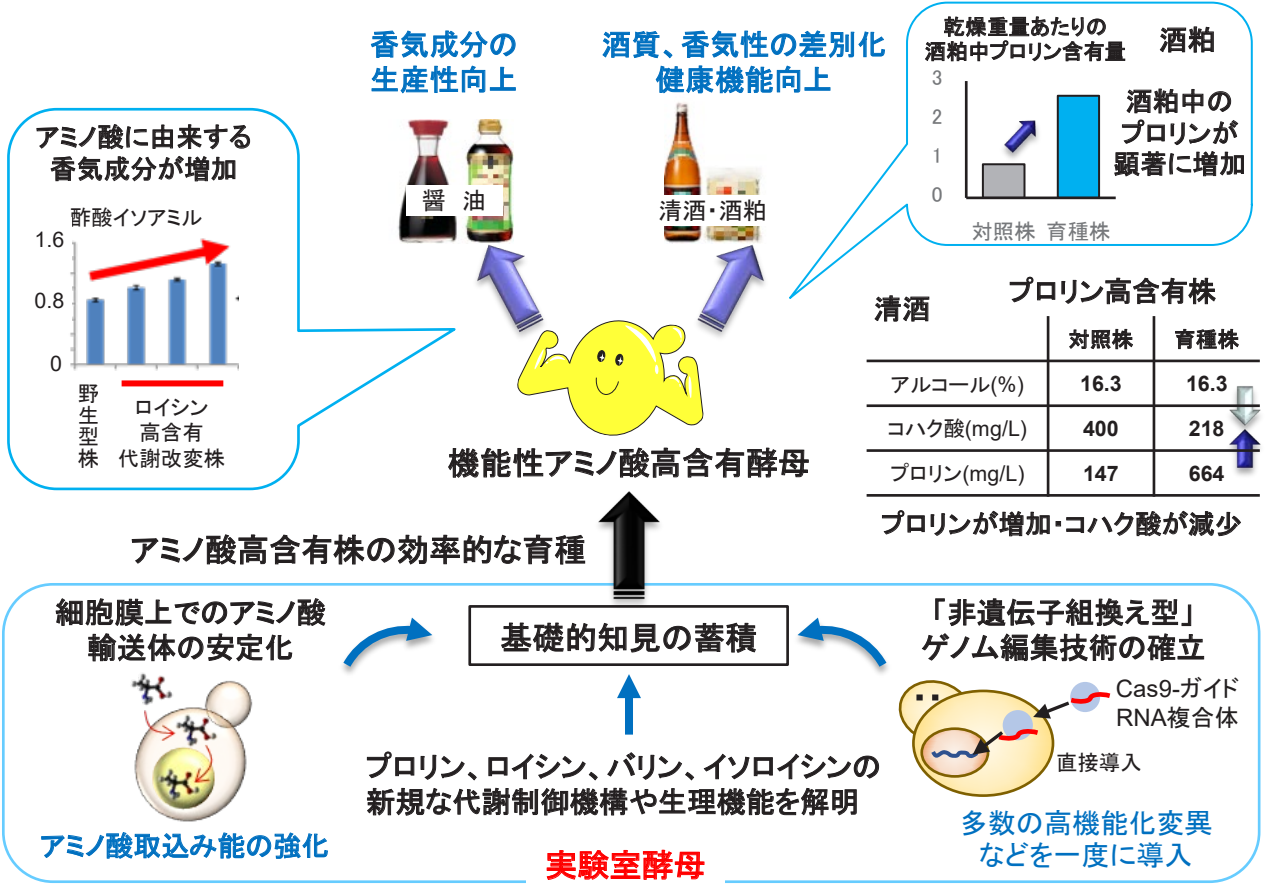 香気成分の
生産性向上
酒質、香気性の差別化
健康機能向上
醤 油
清酒・酒粕
アミノ酸に由来する
香気成分が増加
酢酸イソアミル
1.6
0.8
0
野生型株
ロイシン
高含有
代謝改変株
乾燥重量あたりの
酒粕中プロリン含有量
酒粕
3
2
1
0
対照株 育種株
酒粕中の
プロリンが
顕著に増加
清酒
プロリン高含有株
対照株 育種株
アルコール(%) 16.3 16.3
コハク酸(mg/L) 400 218
プロリン(mg/L) 147 664
プロリンが増加・コハク酸が減少
機能性アミノ酸高含有酵母
アミノ酸高含有株の効率的な育種
細胞膜上でのアミノ酸
輸送体の安定化
アミノ酸取込み能の強化
基礎的知見の蓄積
プロリン、ロイシン、バリン、イソロイシンの
新規な代謝制御機構や生理機能を解明
「非遺伝子組換え型」
ゲノム編集技術の確立
Cas9-ガイド
RNA複合体
直接導入
多数の高機能化変異
などを一度に導入
実験室酵母